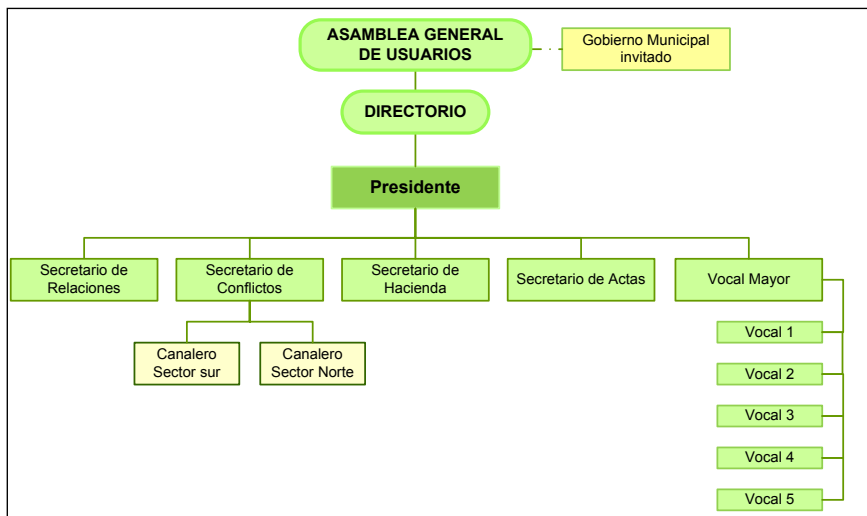 ASAMBLEA GENERAL
DE USUARIOS
Gobierno Municipal
invitado
DIRECTORIO
Presidente
Secretario de
Relaciones
Secretario de
Conflictos
Secretario de
Hacienda
Secretario de Actas
Vocal Mayor
Canalero
Sector sur
Canalero
Sector Norte
Vocal 1
Vocal 2
Vocal 3
Vocal 4
Vocal 5